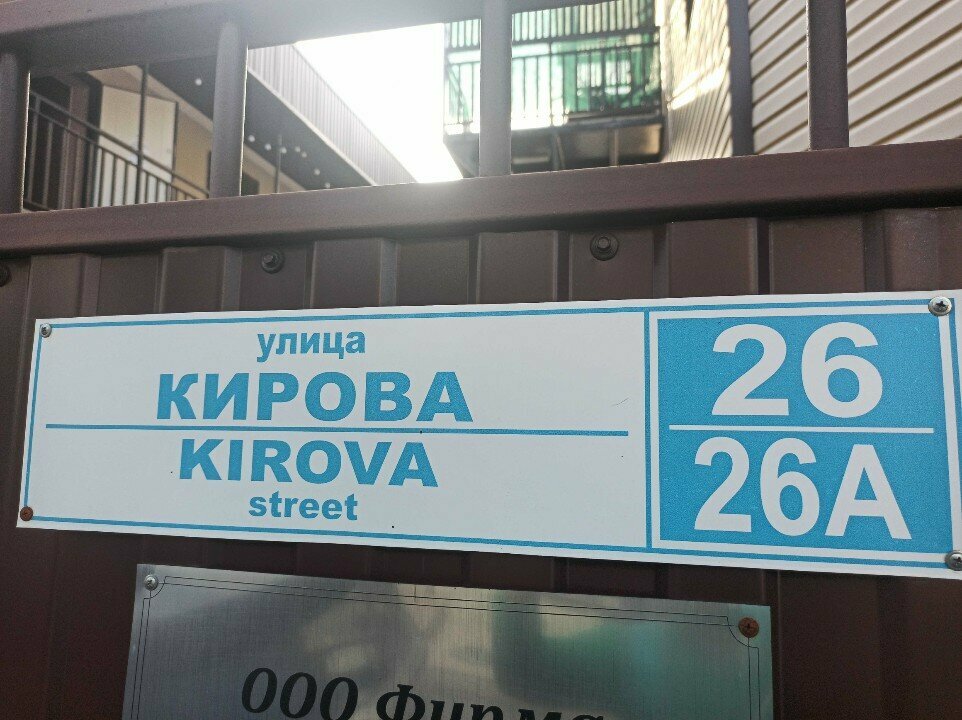 улица
КИРОВА
KIROVA
street
26
26А
ООО Фирма